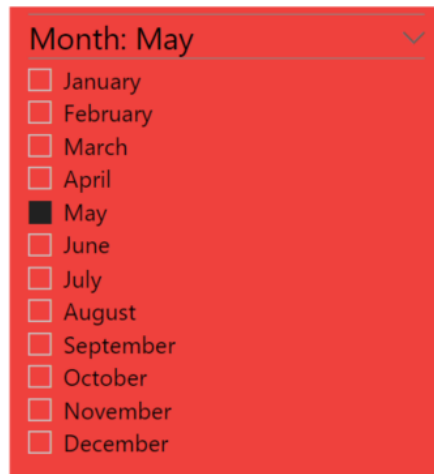 Month: May
January
February
March
April
May
June
July
August
September
October
November
December